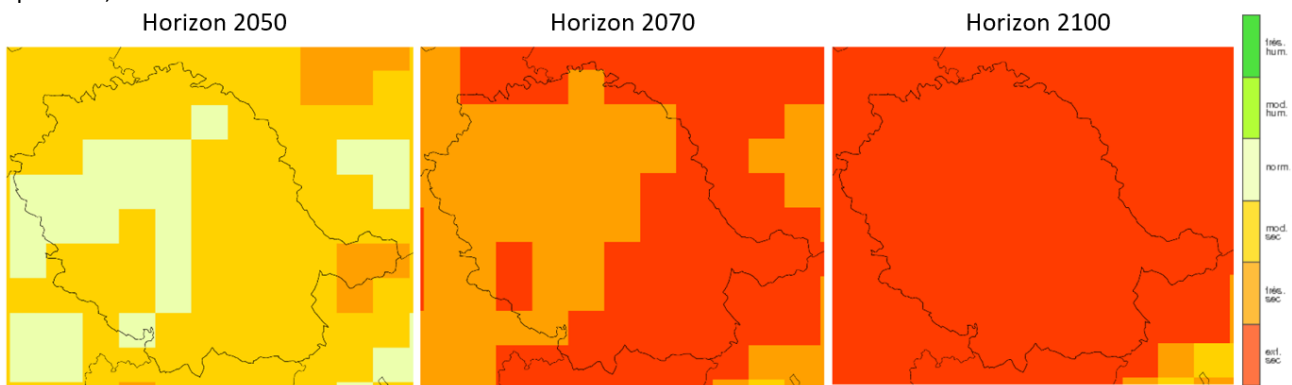 Horizon 2050
Horizon 2070
Horizon 2100
très.
hum.
mod.
hum.
norm.
mod.
sec
très.
sec
ext.
sec